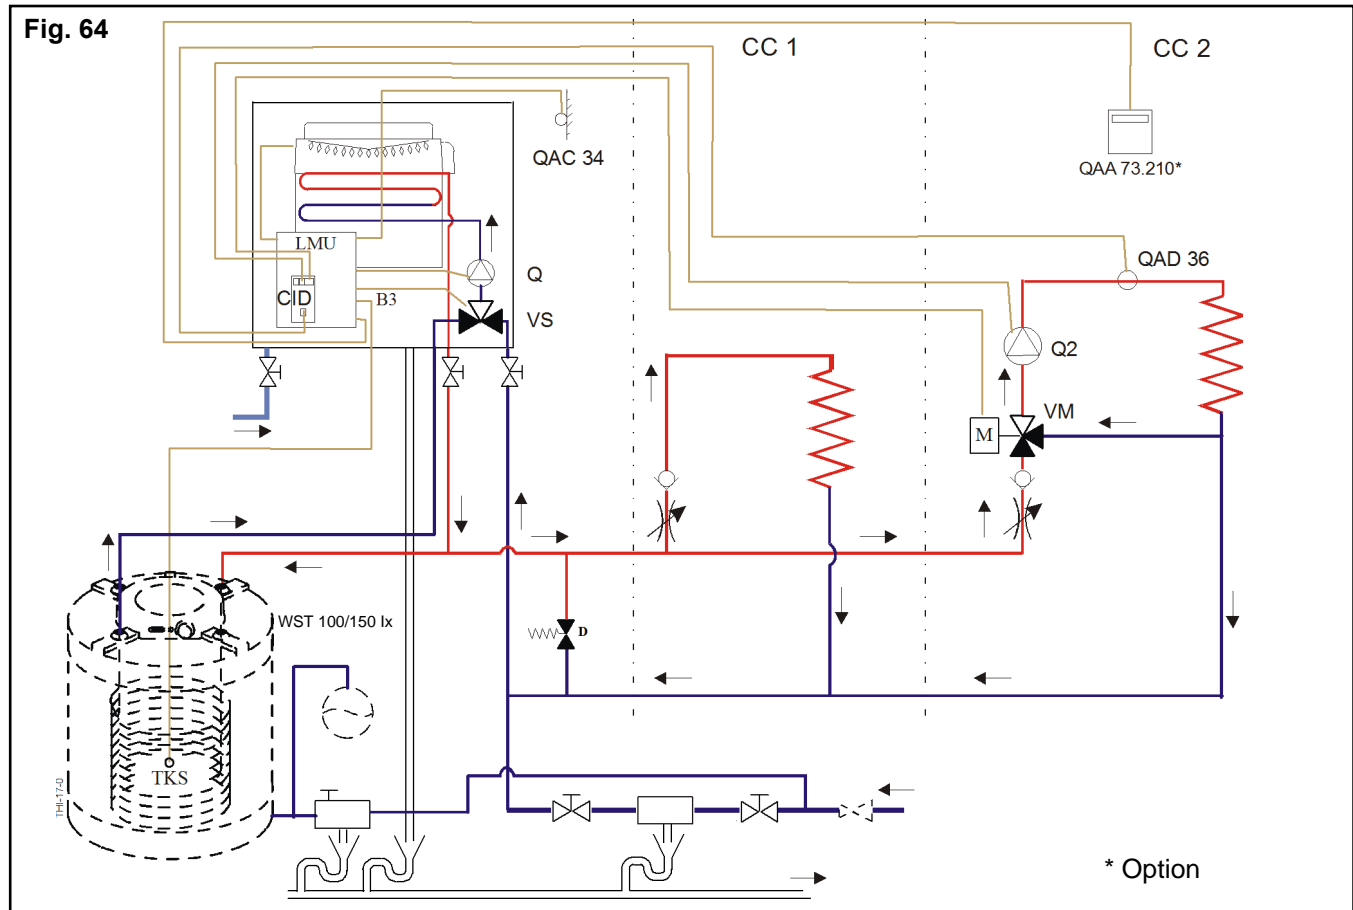 Fig. 64
CC 1
CC 2
QAC 34
QAA 73.210*
LMU
CID
B3
Q
VS
QAD 36
Q2
VM
M
WST 100/150 lx
D
TKS
THI-17-0
* Option